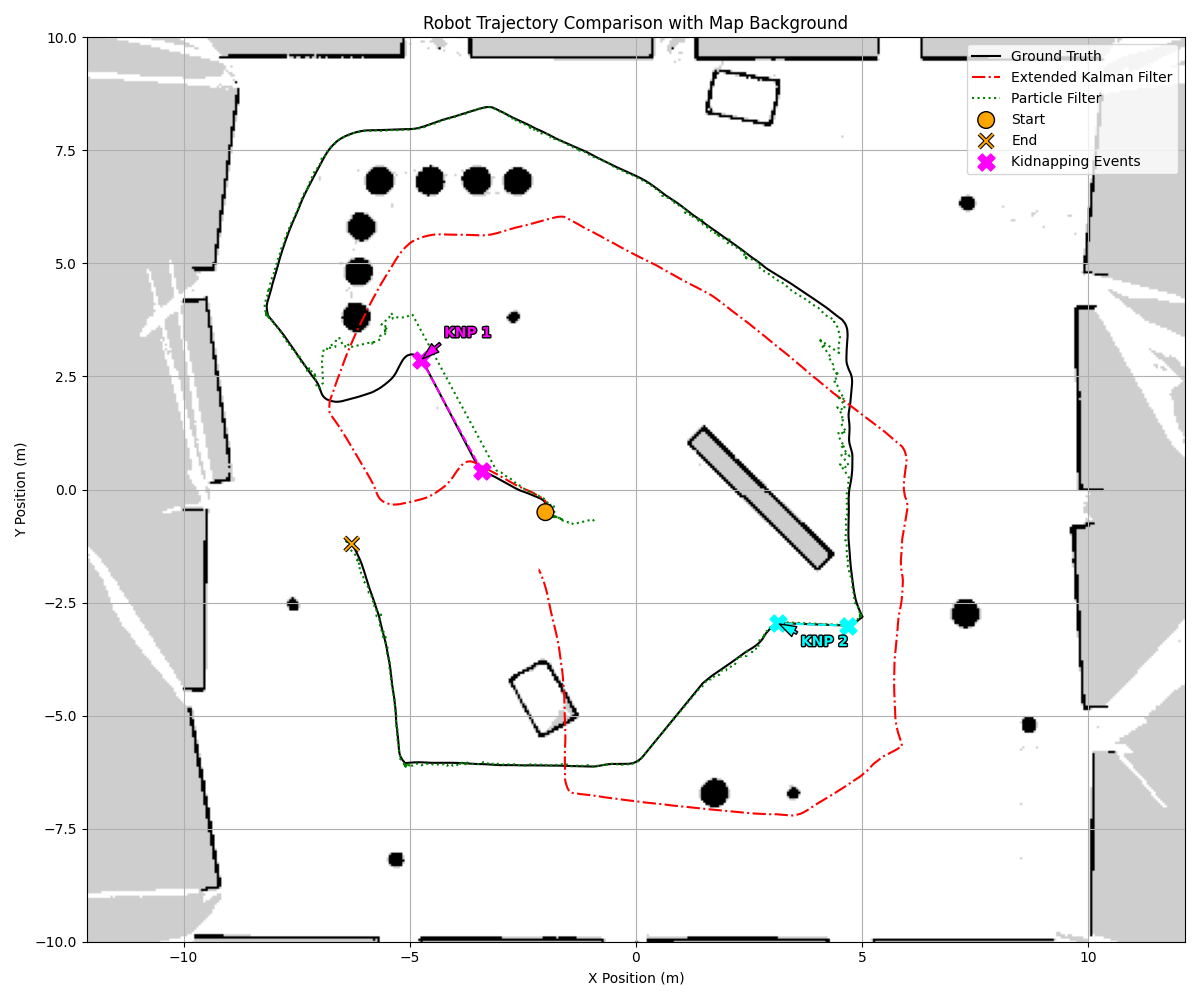 Robot Trajectory Comparison with Map Background
Ground Truth
Extended Kalman Filter
Particle Filter
Start
End
Kidnapping Events
KNP 1
KNP 2
10.0
7.5
5.0
2.5
0.0
−2.5
−5.0
−7.5
−10.0
Y Position (m)
−10
−5
0
5
10
X Position (m)